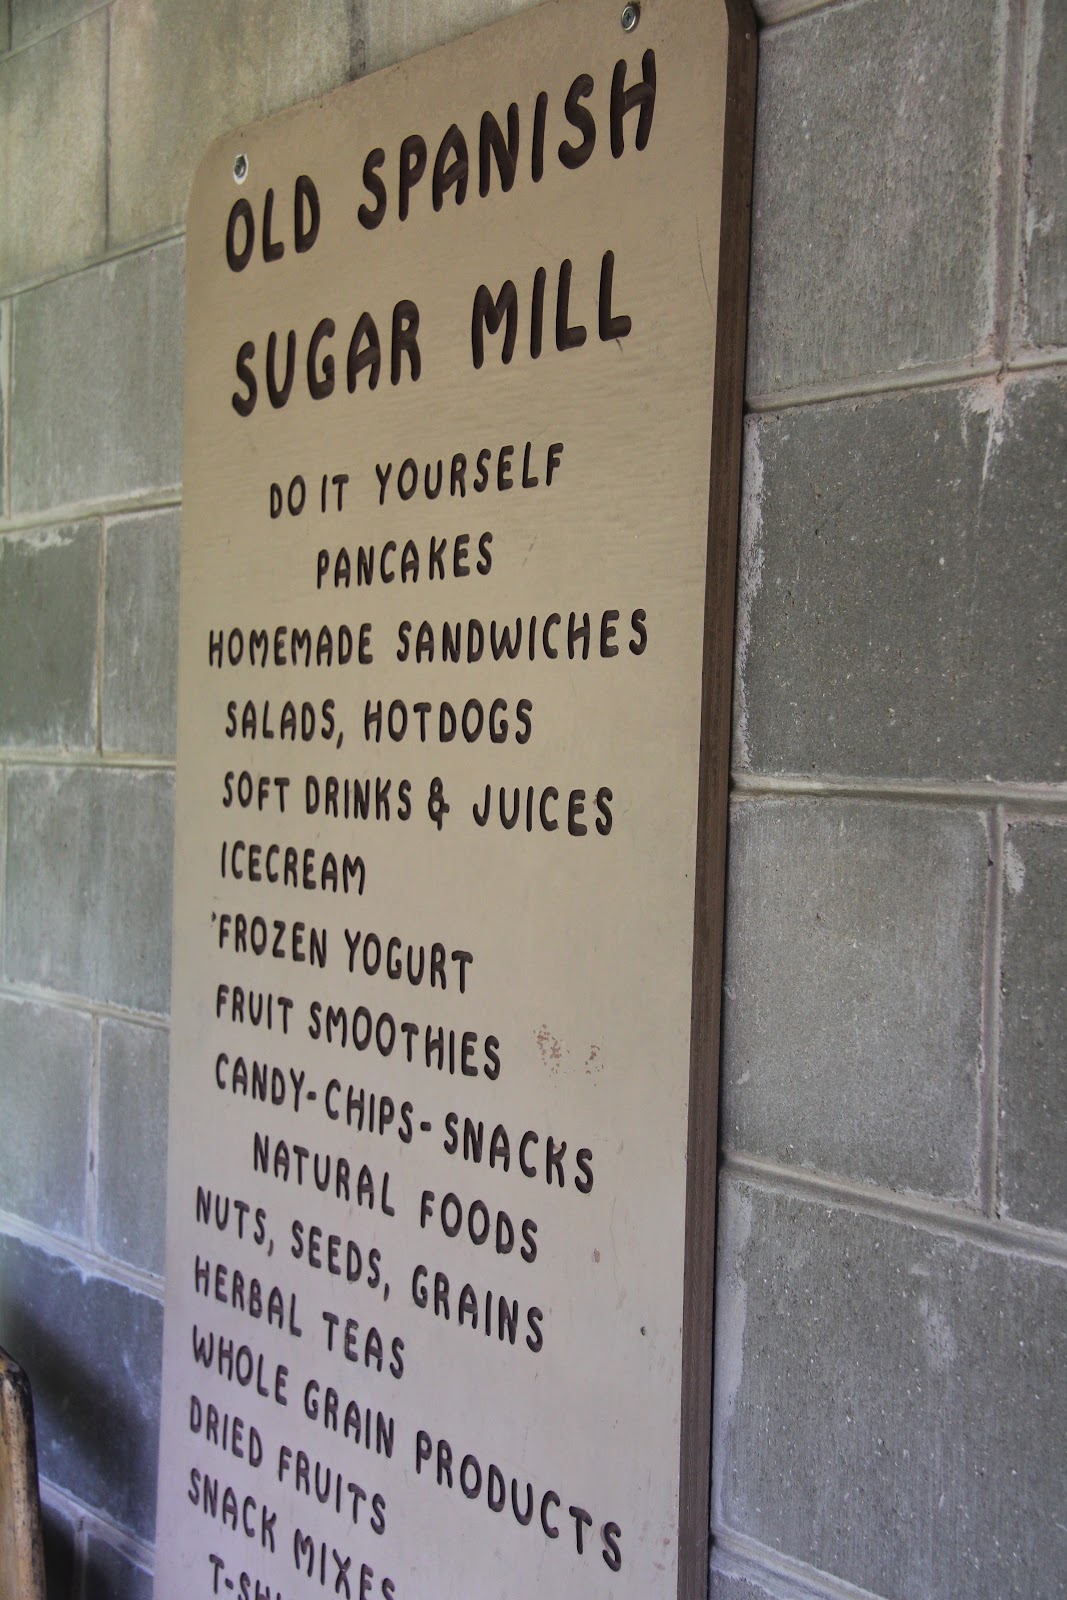 OLD SPANISH
SUGAR MILL
DO IT YOURSELF
PANCAKES
HOMEMADE SANDWICHES
SALADS, HOTDOGS
SOFT DRINKS & JUICES
ICECREAM
FROZEN YOGURT
FRUIT SMOOTHIES
CANDY-CHIPS-SNACKS
NATURAL FOODS
NUTS, SEEDS, GRAINS
HERBAL TEAS
WHOLE GRAIN PRODUCTS
DRIED FRUITS
SNACK MIXES